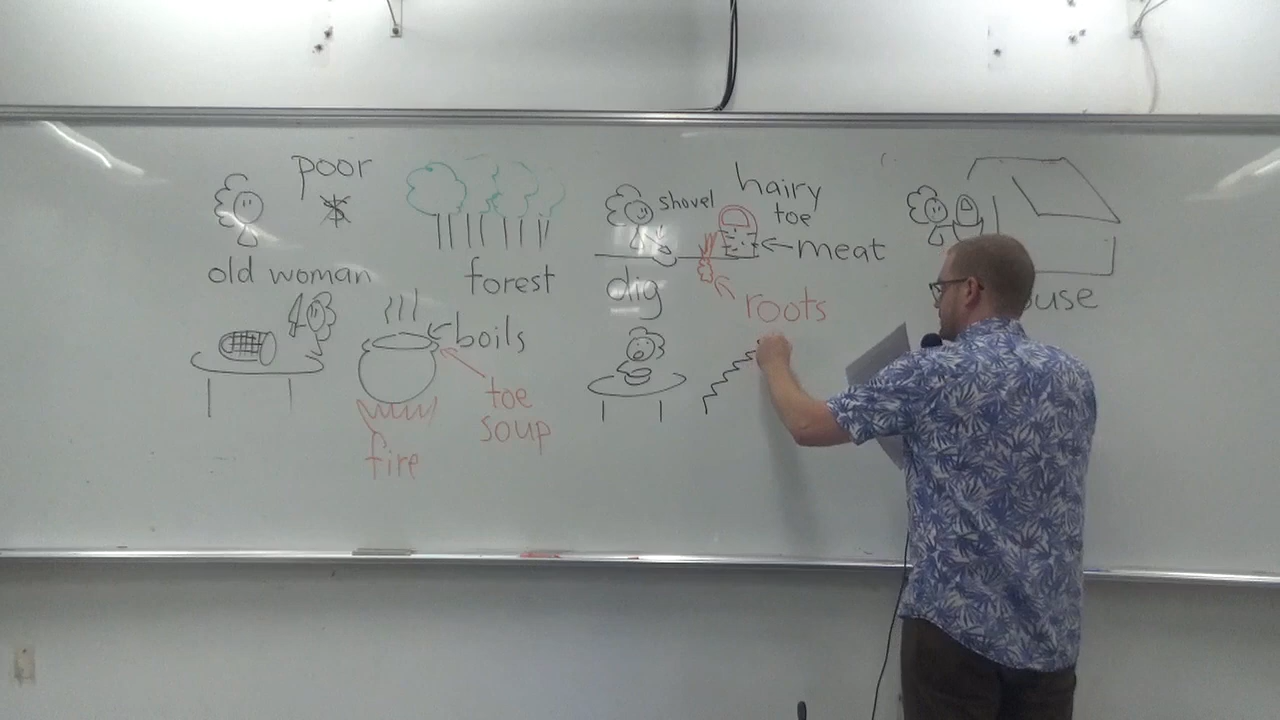 poor
old woman
forest
shovel
dig
hairy
toe
meat
roots
boils
toe
soup
fire